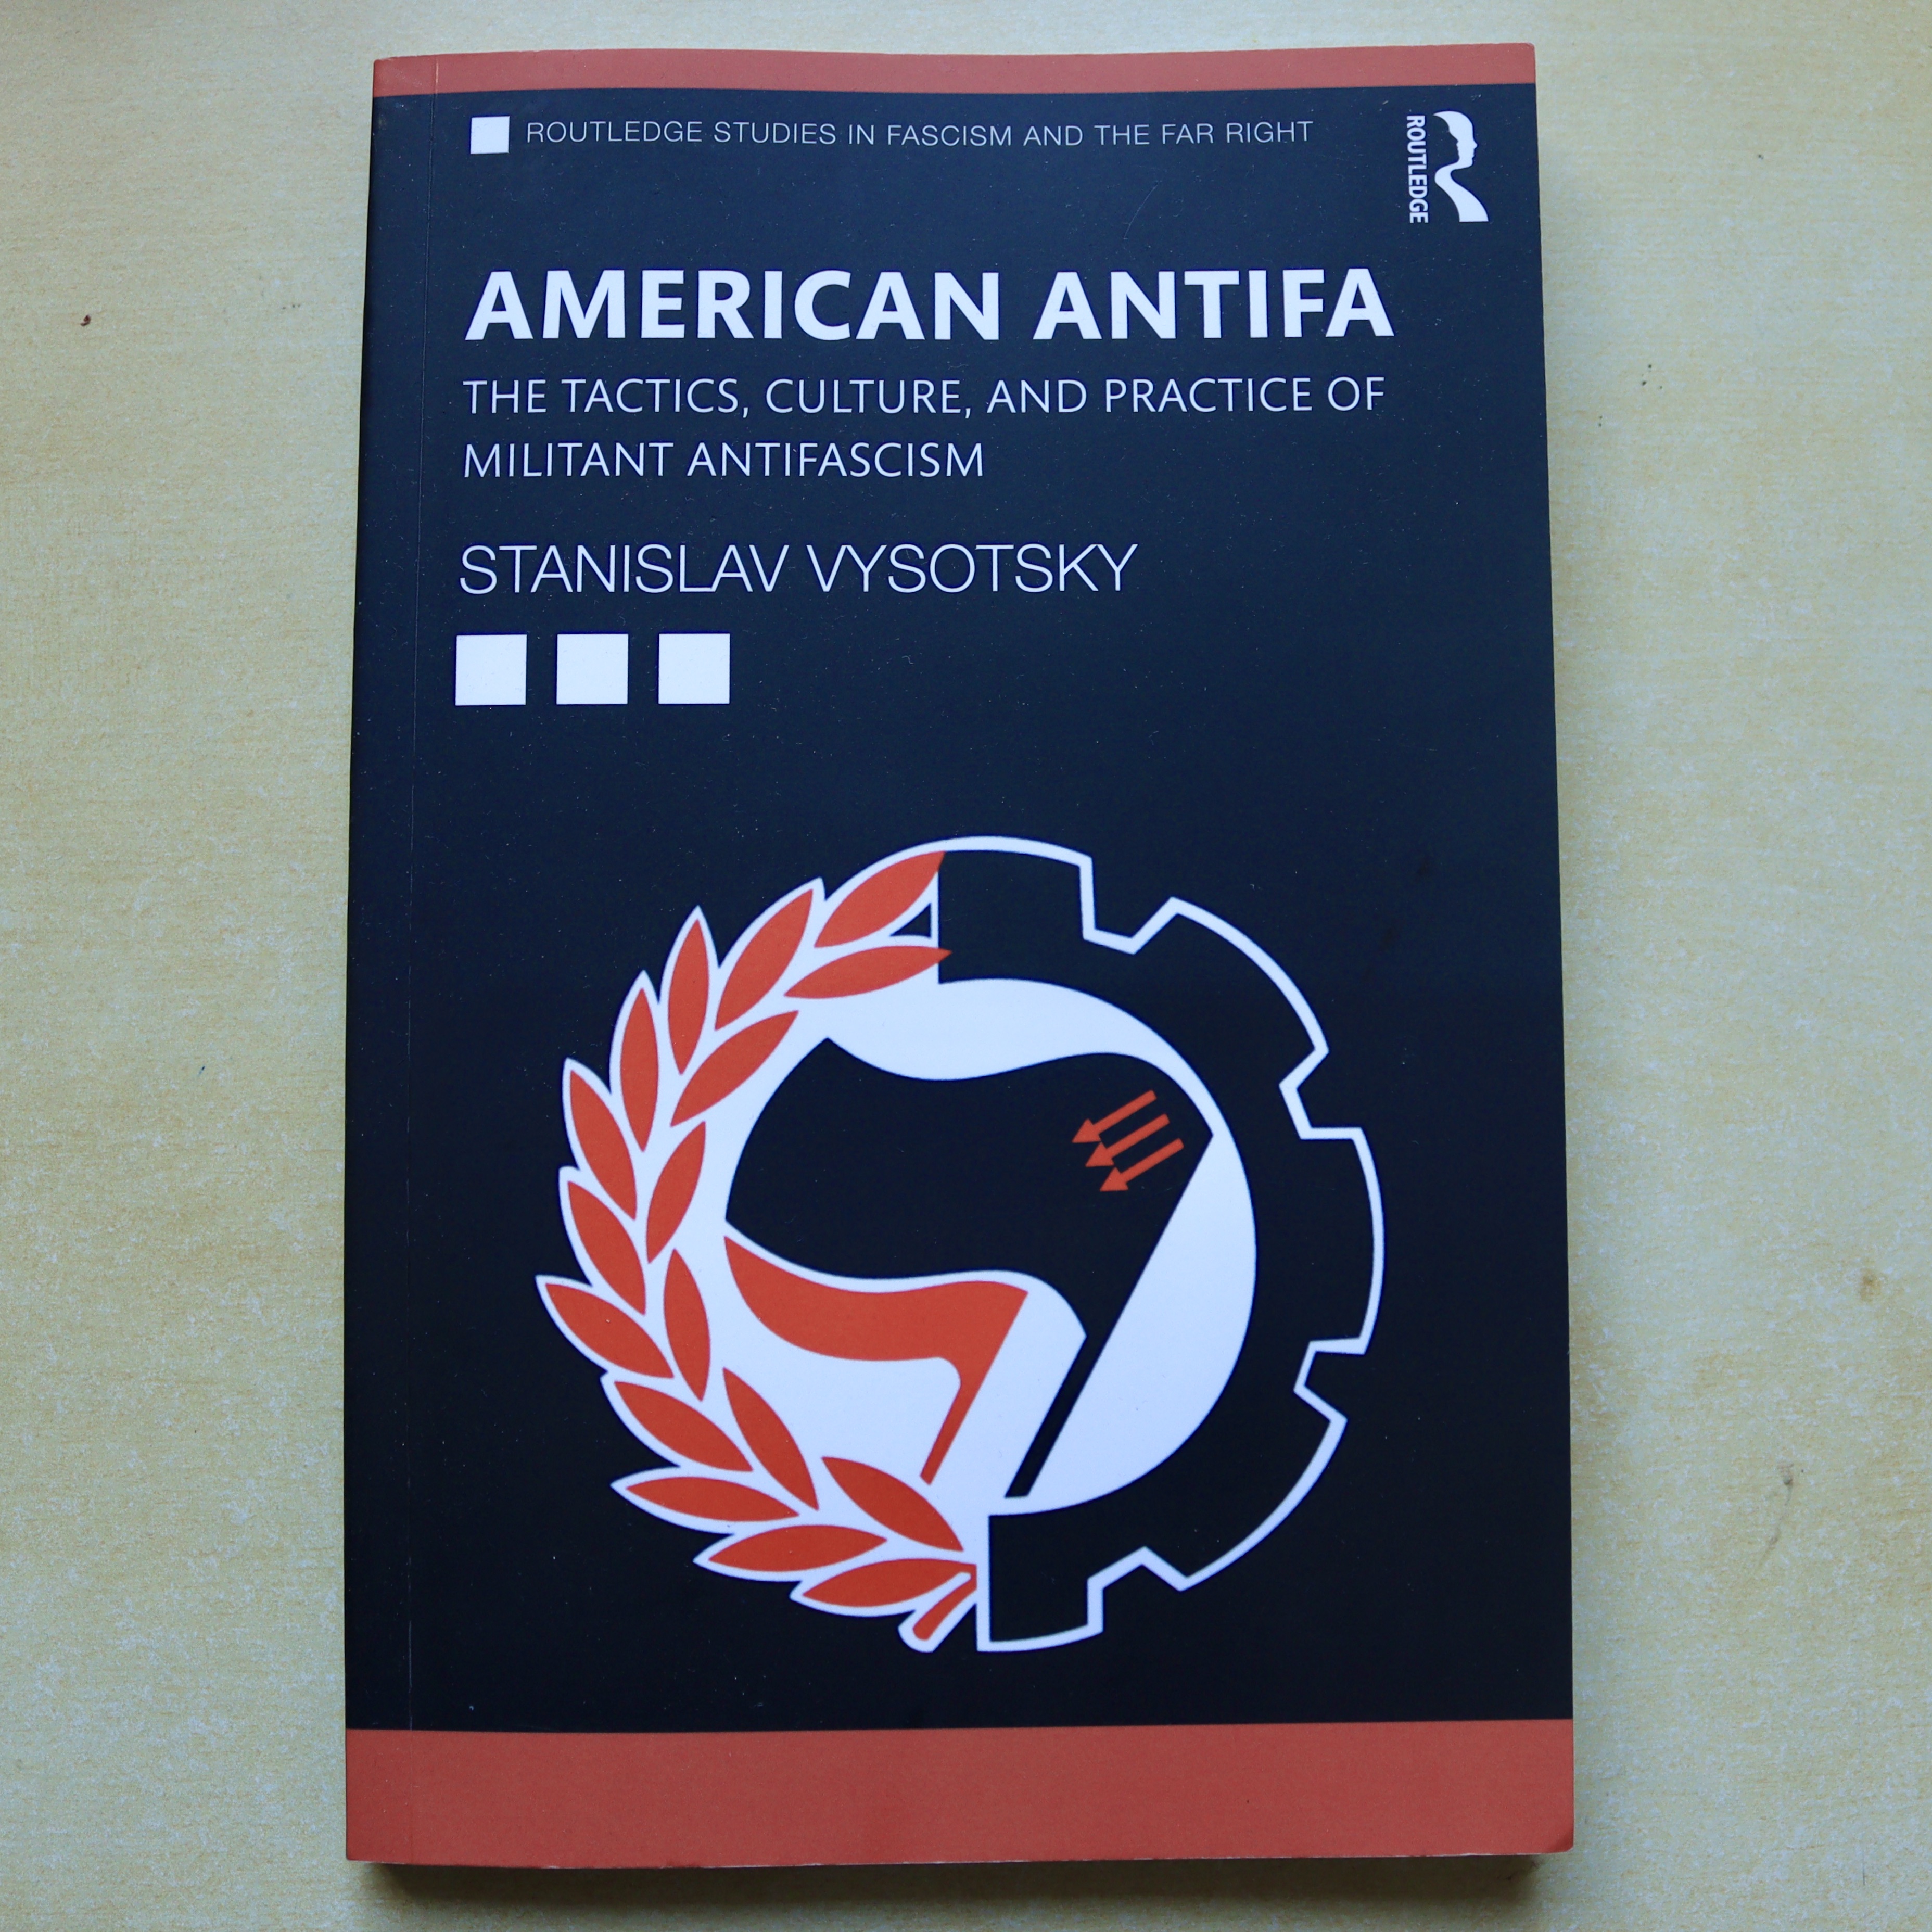 ROUTLEDGE STUDIES IN FASCISM AND THE FAR RIGHT
ROUTLEDGE
AMERICAN ANTIFA
THE TACTICS, CULTURE, AND PRACTICE OF
MILITANT ANTIFASCISM
STANISLAV VYSOTSKY